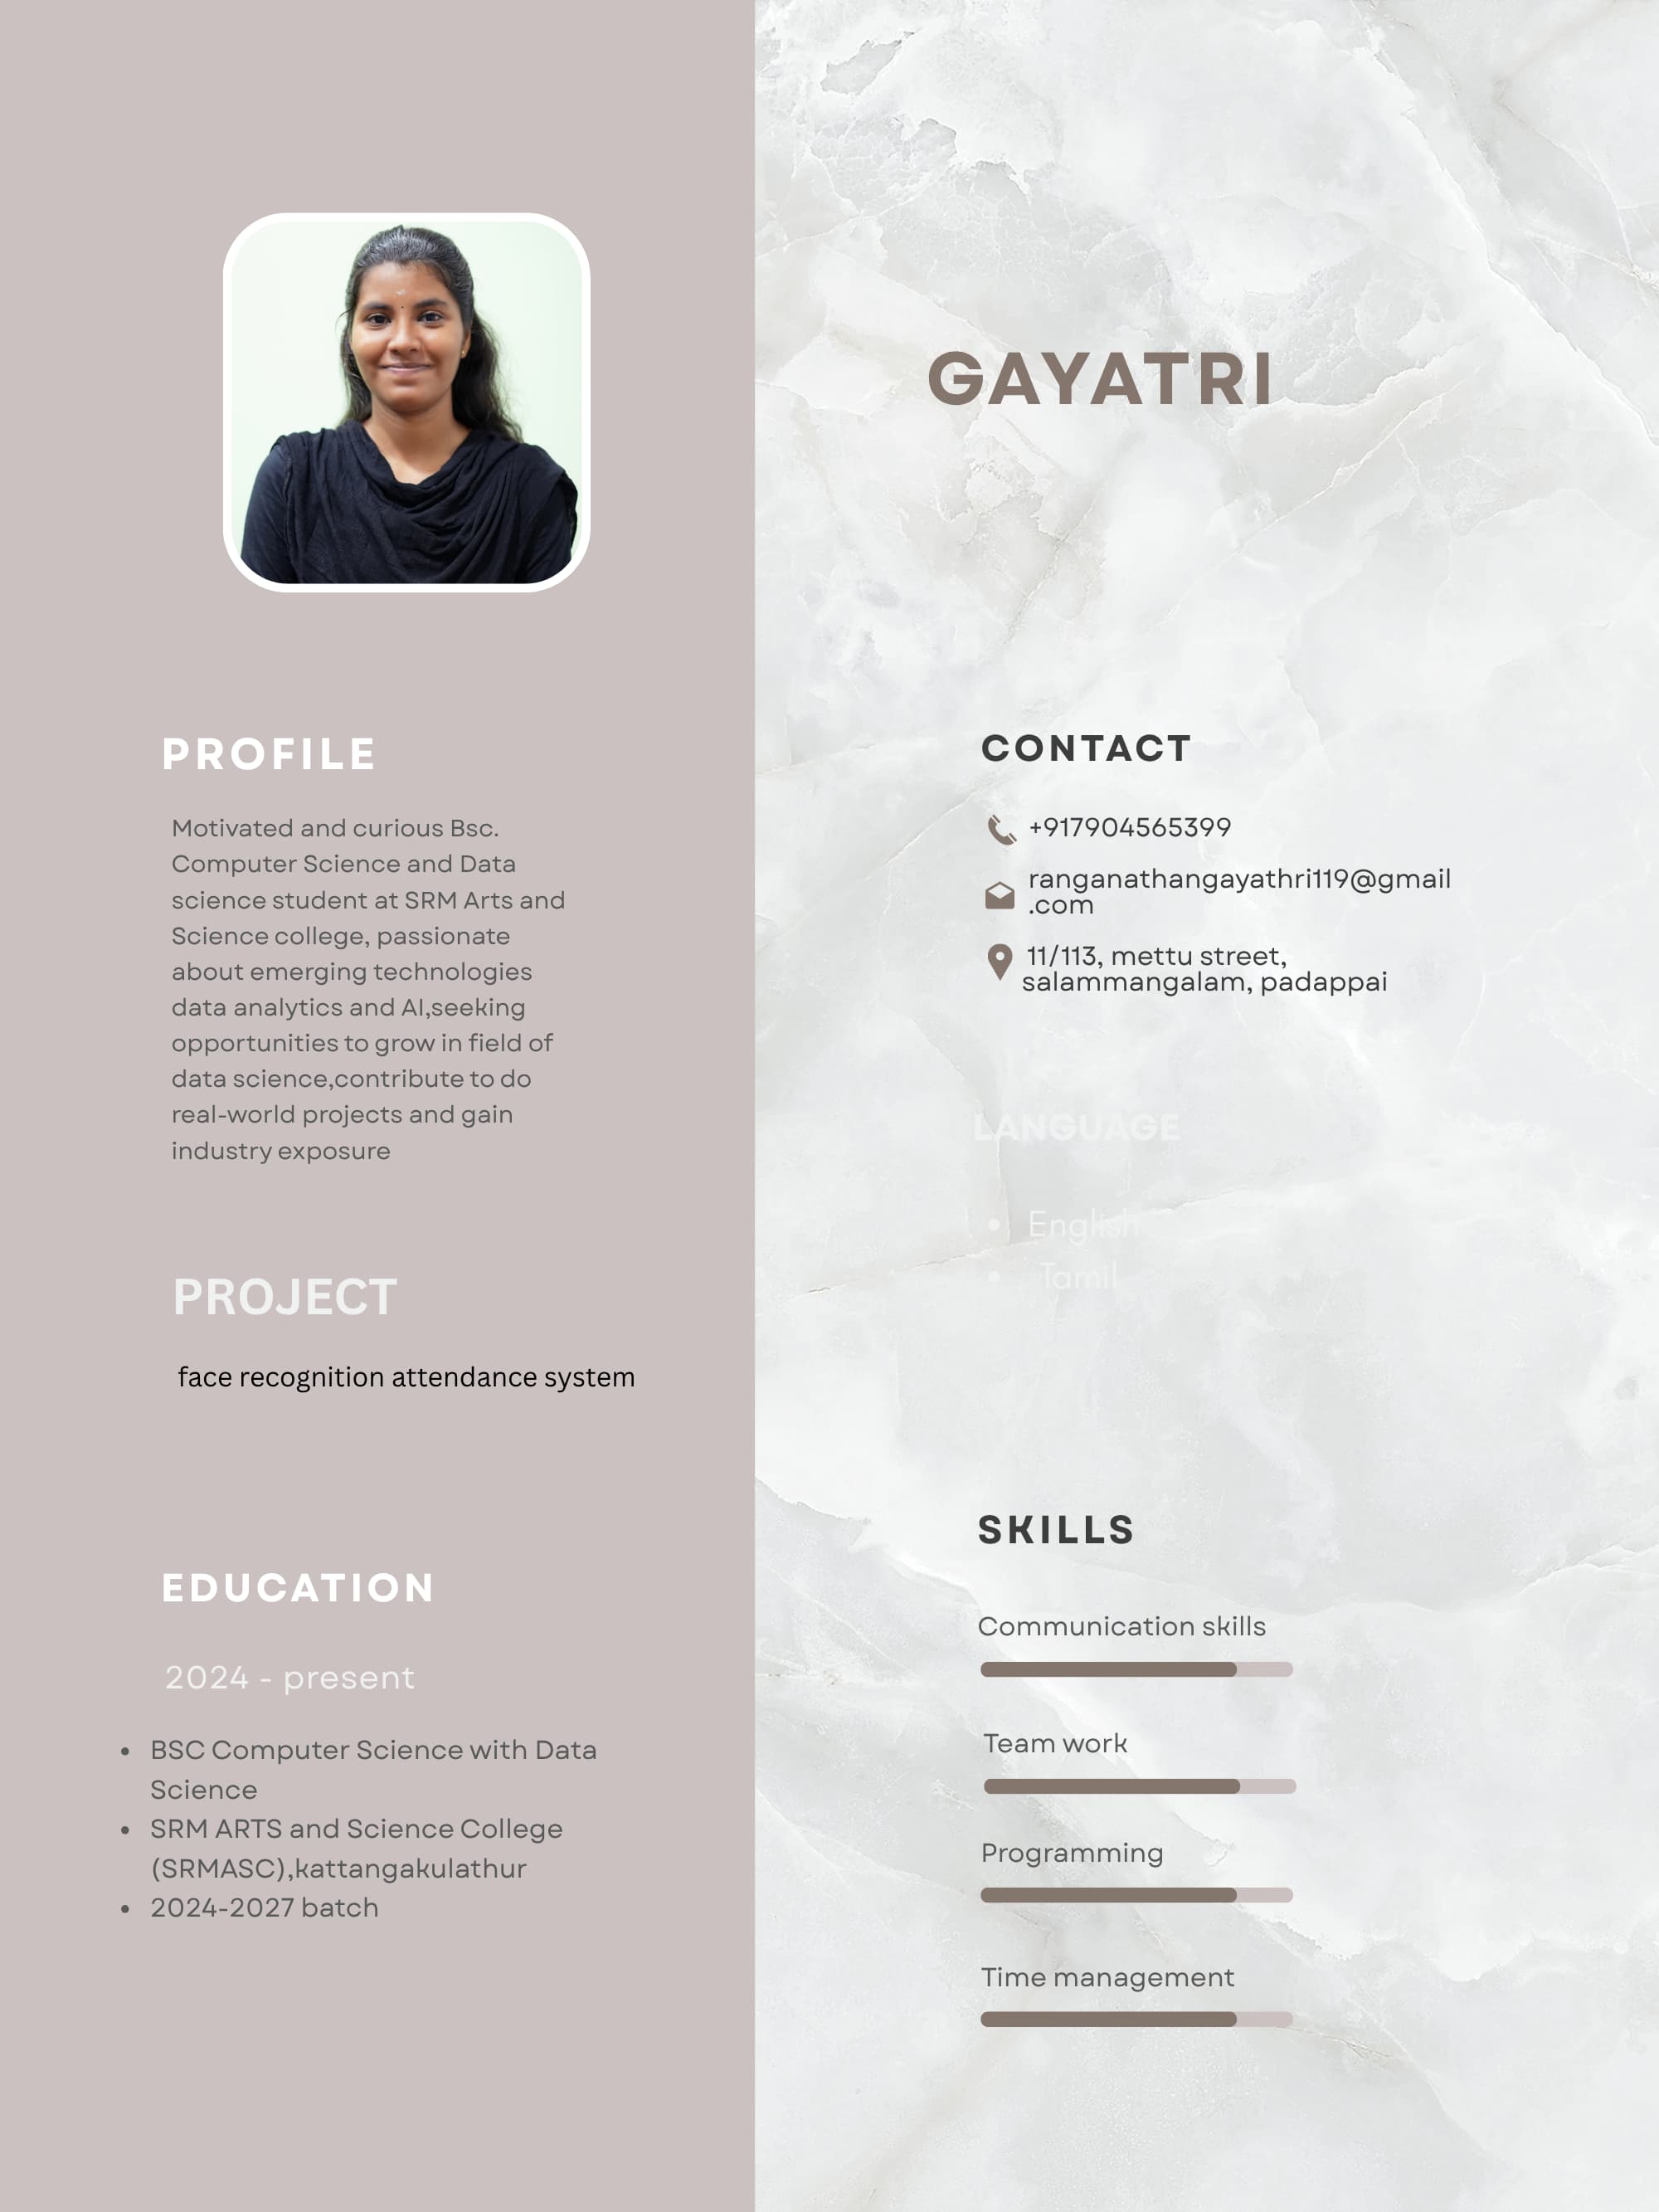 GAYATRI
PROFILE
Motivated and curious Bsc.
Computer Science and Data
science student at SRM Arts and
Science college, passionate
about emerging technologies
data analytics and AI,seeking
opportunities to grow in field of
data science,contribute to do
real-world projects and gain
industry exposure
PROJECT
face recognition attendance system
EDUCATION
2024 - present
• BSC Computer Science with Data
Science
• SRM ARTS and Science College
(SRMASC),kattangakulathur
• 2024-2027 batch
CONTACT
+917904565399
ranganathangayathri119@gmail
.com
11/113, mettu street,
salammangalam, padappai
LANGUAGE
• English
• Tamil
SKILLS
Communication skills
Team work
Programming
Time management